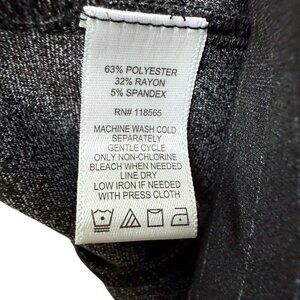 63% POLYESTER
32% RAYON
5% SPANDEX
RN# 118565
MACHINE WASH COLD
SEPARATELY
GENTLE CYCLE
ONLY NON-CHLORINE
BLEACH WHEN NEEDED
LINE DRY
LOW IRON IF NEEDED
WITH PRESS CLOTH